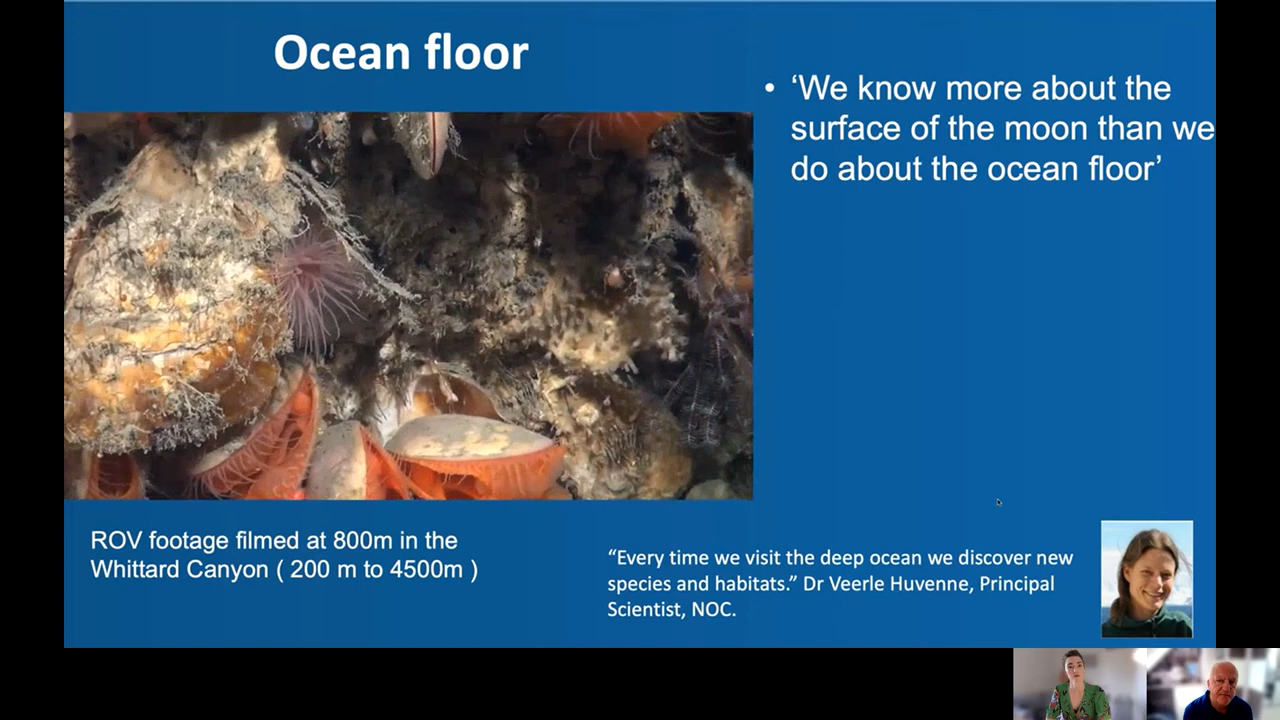 Ocean floor
• ‘We know more about the
surface of the moon than we
do about the ocean floor’
ROV footage filmed at 800m in the
Whittard Canyon ( 200 m to 4500m )
“Every time we visit the deep ocean we discover new
species and habitats.” Dr Veerle Huvenne, Principal
Scientist, NOC.